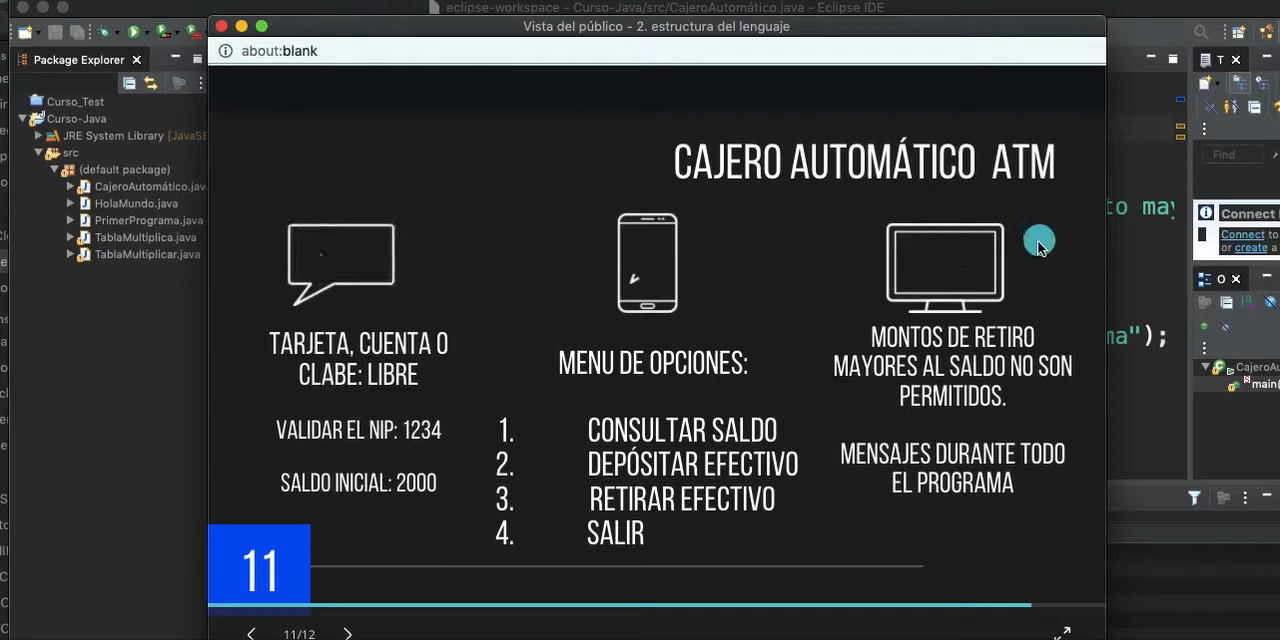 eclipse-workspace - Curso-Java/src/CajeroAutomático.java - Eclipse IDE
Vista del público - 2. estructura del lenguaje
about:blank
Package Explorer
Curso_Test
Curso-Java
JRE System Library [JavaSE
src
(default package)
CajeroAutomático.java
HolaMundo.java
PrimerPrograma.java
TablaMultiplica.java
TablaMultiplicar.java
CAJERO AUTOMÁTICO ATM
TARJETA, CUENTA O
CLABE: LIBRE
VALIDAR EL NIP: 1234
SALDO INICIAL: 2000
MENU DE OPCIONES:
1. CONSULTAR SALDO
2. DEPÓSITAR EFECTIVO
3. RETIRAR EFECTIVO
4. SALIR
MONTOS DE RETIRO
MAYORES AL SALDO NO SON
PERMITIDOS.
MENSAJES DURANTE TODO
EL PROGRAMA
11
11/12
to may
ma");
T
Find
Connect
Connect to
or create a
O
CajeroAu
main(